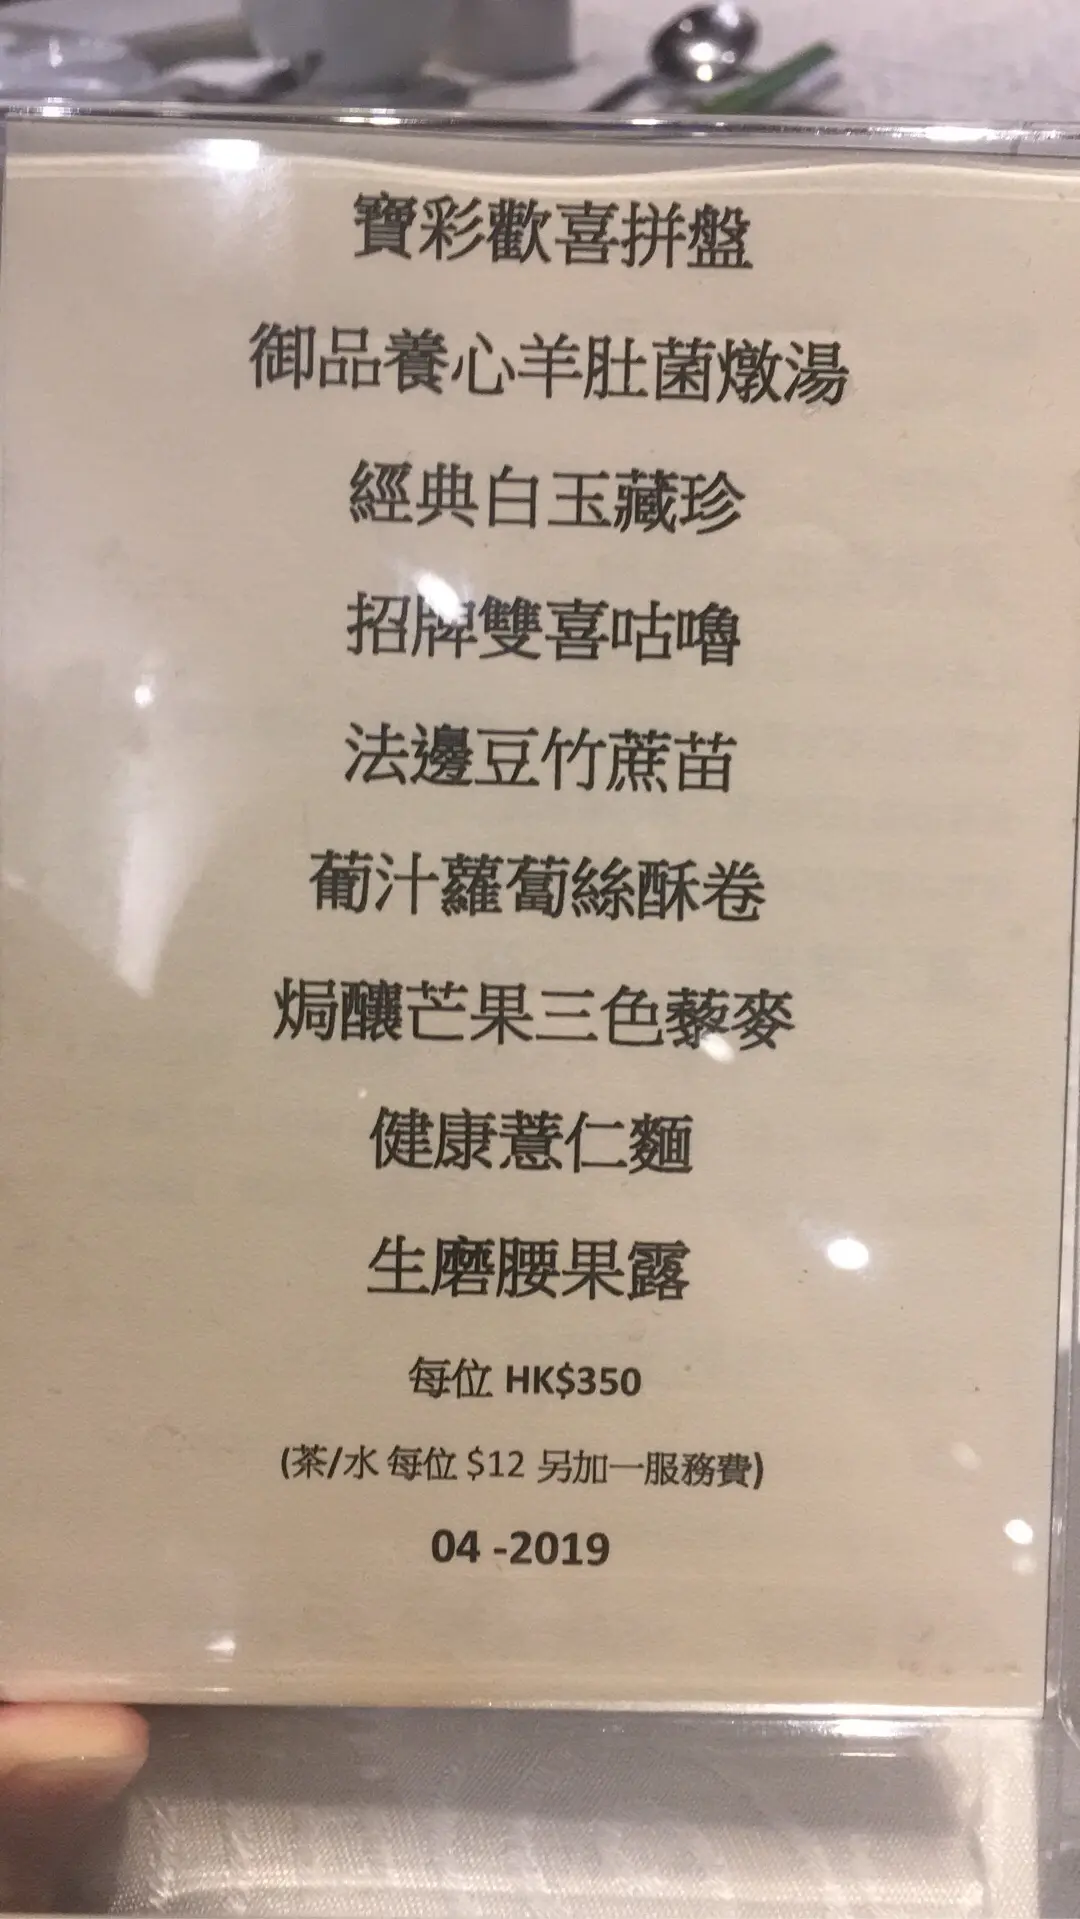 寶彩歡喜拼盤
御品養心羊肚菌燉湯
經典白玉藏珍
招牌雙喜咕嚕
法邊豆竹蔗苗
葡汁蘿蔔絲酥卷
焗釀芒果三色藜麥
健康薏仁麵
生磨腰果露
每位 HK$350
(茶/水 每位 $12 另加一服務費)
04 -2019